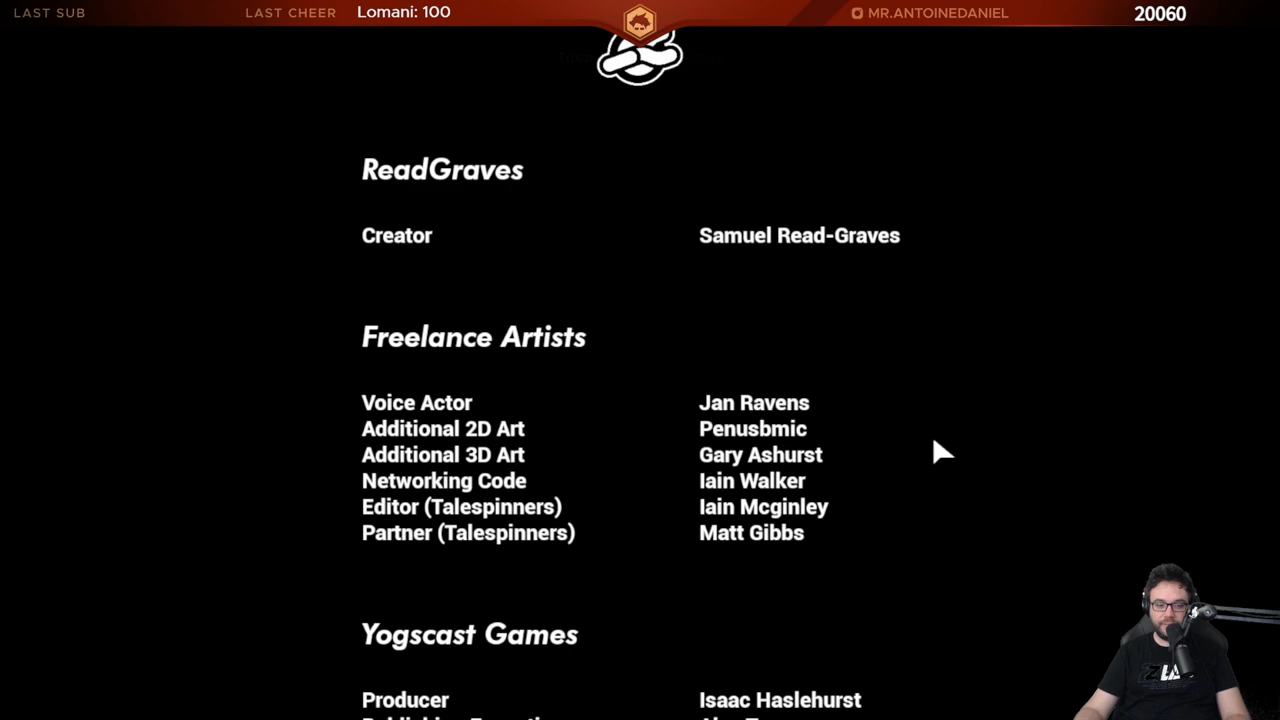 LAST SUB LAST CHEER Lomani: 100 MR.ANTOINEDANIEL 20060
ReadGraves
Creator Samuel Read-Graves
Freelance Artists
Voice Actor Jan Ravens
Additional 2D Art Penusbmic
Additional 3D Art Gary Ashurst
Networking Code Iain Walker
Editor (Talespinners) Iain Mcginley
Partner (Talespinners) Matt Gibbs
Yogscast Games
Producer Isaac Haslehurst